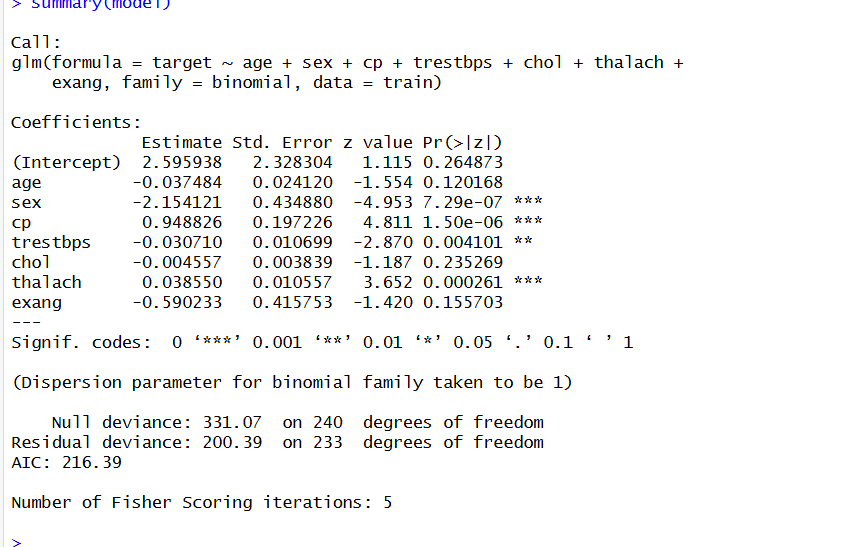 > summary(model)
Call:
glm(formula = target ~ age + sex + cp + trestbps + chol + thalach +
    exang, family = binomial, data = train)
Coefficients:
             Estimate Std. Error z value Pr(>|z|)
(Intercept)  2.595938   2.328304   1.115 0.264873
age         -0.037484   0.024120  -1.554 0.120168
sex         -2.154121   0.434880  -4.953 7.29e-07 ***
cp           0.948826   0.197226   4.811 1.50e-06 ***
trestbps    -0.030710   0.010699  -2.870 0.004101 **
chol        -0.004557   0.003839  -1.187 0.235269
thalach      0.038550   0.010557   3.652 0.000261 ***
exang       -0.590233   0.415753  -1.420 0.155703
---
Signif. codes:  0 ‘***’ 0.001 ‘**’ 0.01 ‘*’ 0.05 ‘.’ 0.1 ‘ ’ 1
(Dispersion parameter for binomial family taken to be 1)
    Null deviance: 331.07  on 240  degrees of freedom
Residual deviance: 200.39  on 233  degrees of freedom
AIC: 216.39
Number of Fisher Scoring iterations: 5
>